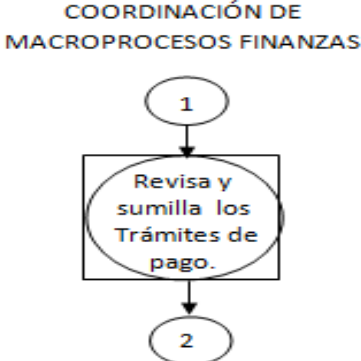 COORDINACIÓN DE
MACROPROCESOS FINANZAS
1
Revisa y
sumilla los
Trámites de
pago.
2